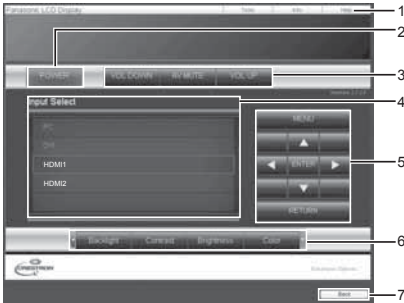 Panasonic LCD Display Tools Info Help 1
2
POWER VOL DOWN AV MUTE VOL UP 3
Input Select 4
PC
DVI
HDMI1
HDMI2
MENU
ENTER 5
RETURN
Backlight Contrast Brightness Color 6
CRESTRON
Back 7